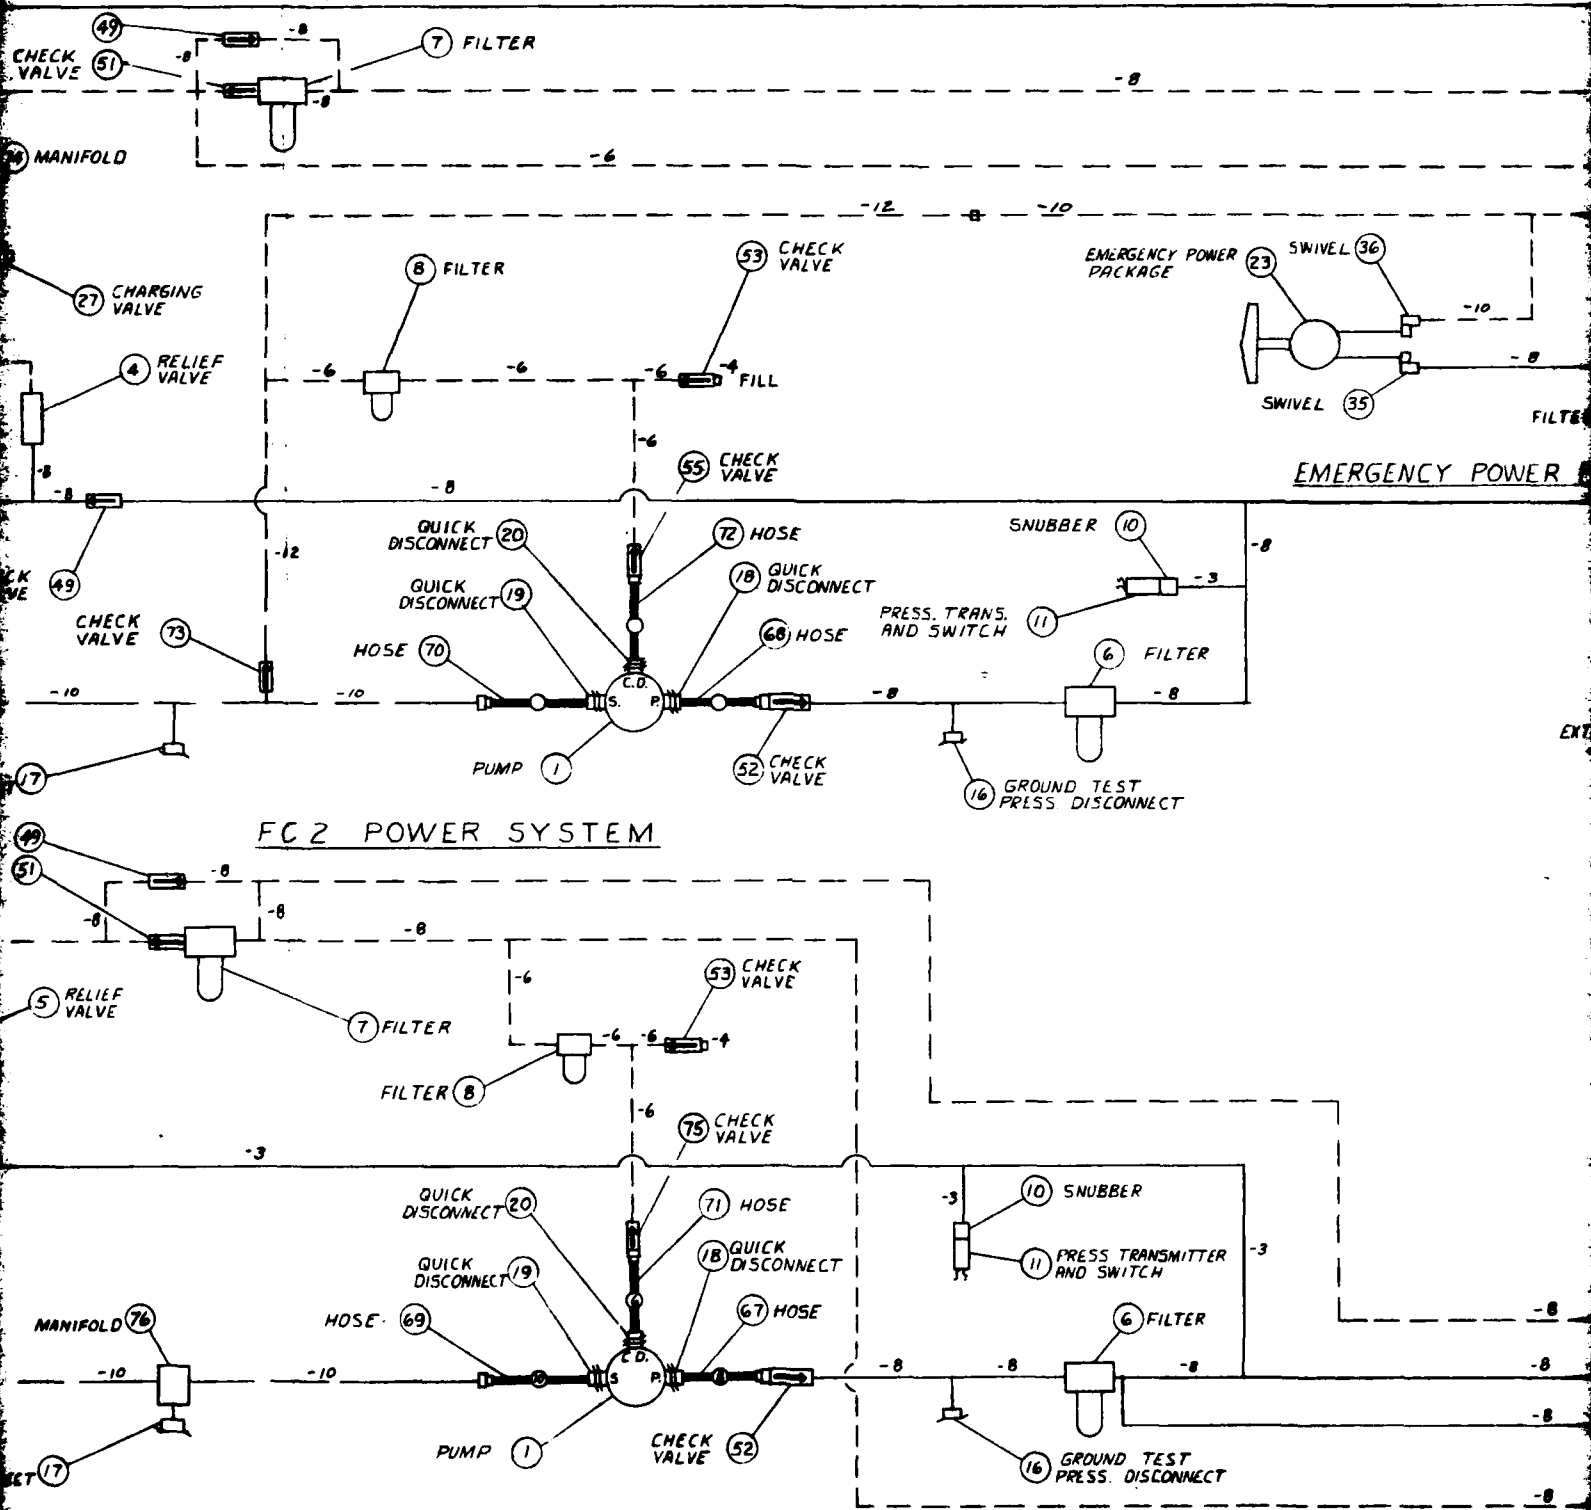 49
-8
7 FILTER
CHECK
VALVE 51
-8
-8
-8
MANIFOLD
-6
-12
-10
8 FILTER
53 CHECK
VALVE
EMERGENCY POWER
PACKAGE 23
SWIVEL 36
27 CHARGING
VALVE
-10
4 RELIEF
VALVE
-6
-6
-6
-4
FILL
-8
SWIVEL 35
-6
55 CHECK
VALVE
EMERGENCY POWER
-8
-8
-8
QUICK
DISCONNECT 20
72 HOSE
SNUBBER 10
-8
-12
49
QUICK
DISCONNECT 19
18 QUICK
DISCONNECT
-3
PRESS. TRANS.
AND SWITCH 11
CHECK
VALVE 73
HOSE 70
68 HOSE
6 FILTER
C.D.
-10
-10
S.
P.
-8
-8
17
PUMP 1
52 CHECK
VALVE
16 GROUND TEST
PRESS. DISCONNECT
FC2 POWER SYSTEM
49
51
-8
-8
-8
-8
-6
53 CHECK
VALVE
5 RELIEF
VALVE
7 FILTER
-6
-6
-4
FILTER 8
-6
75 CHECK
VALVE
-3
QUICK
DISCONNECT 20
71 HOSE
-3
10 SNUBBER
QUICK
DISCONNECT 19
18 QUICK
DISCONNECT
11 PRESS TRANSMITTER
AND SWITCH
-3
MANIFOLD 76
HOSE 69
67 HOSE
6 FILTER
-8
C.D.
-10
-10
S
P.
-8
-8
-8
-8
-8
PUMP 1
CHECK
VALVE 52
17
16 GROUND TEST
PRESS. DISCONNECT
-8